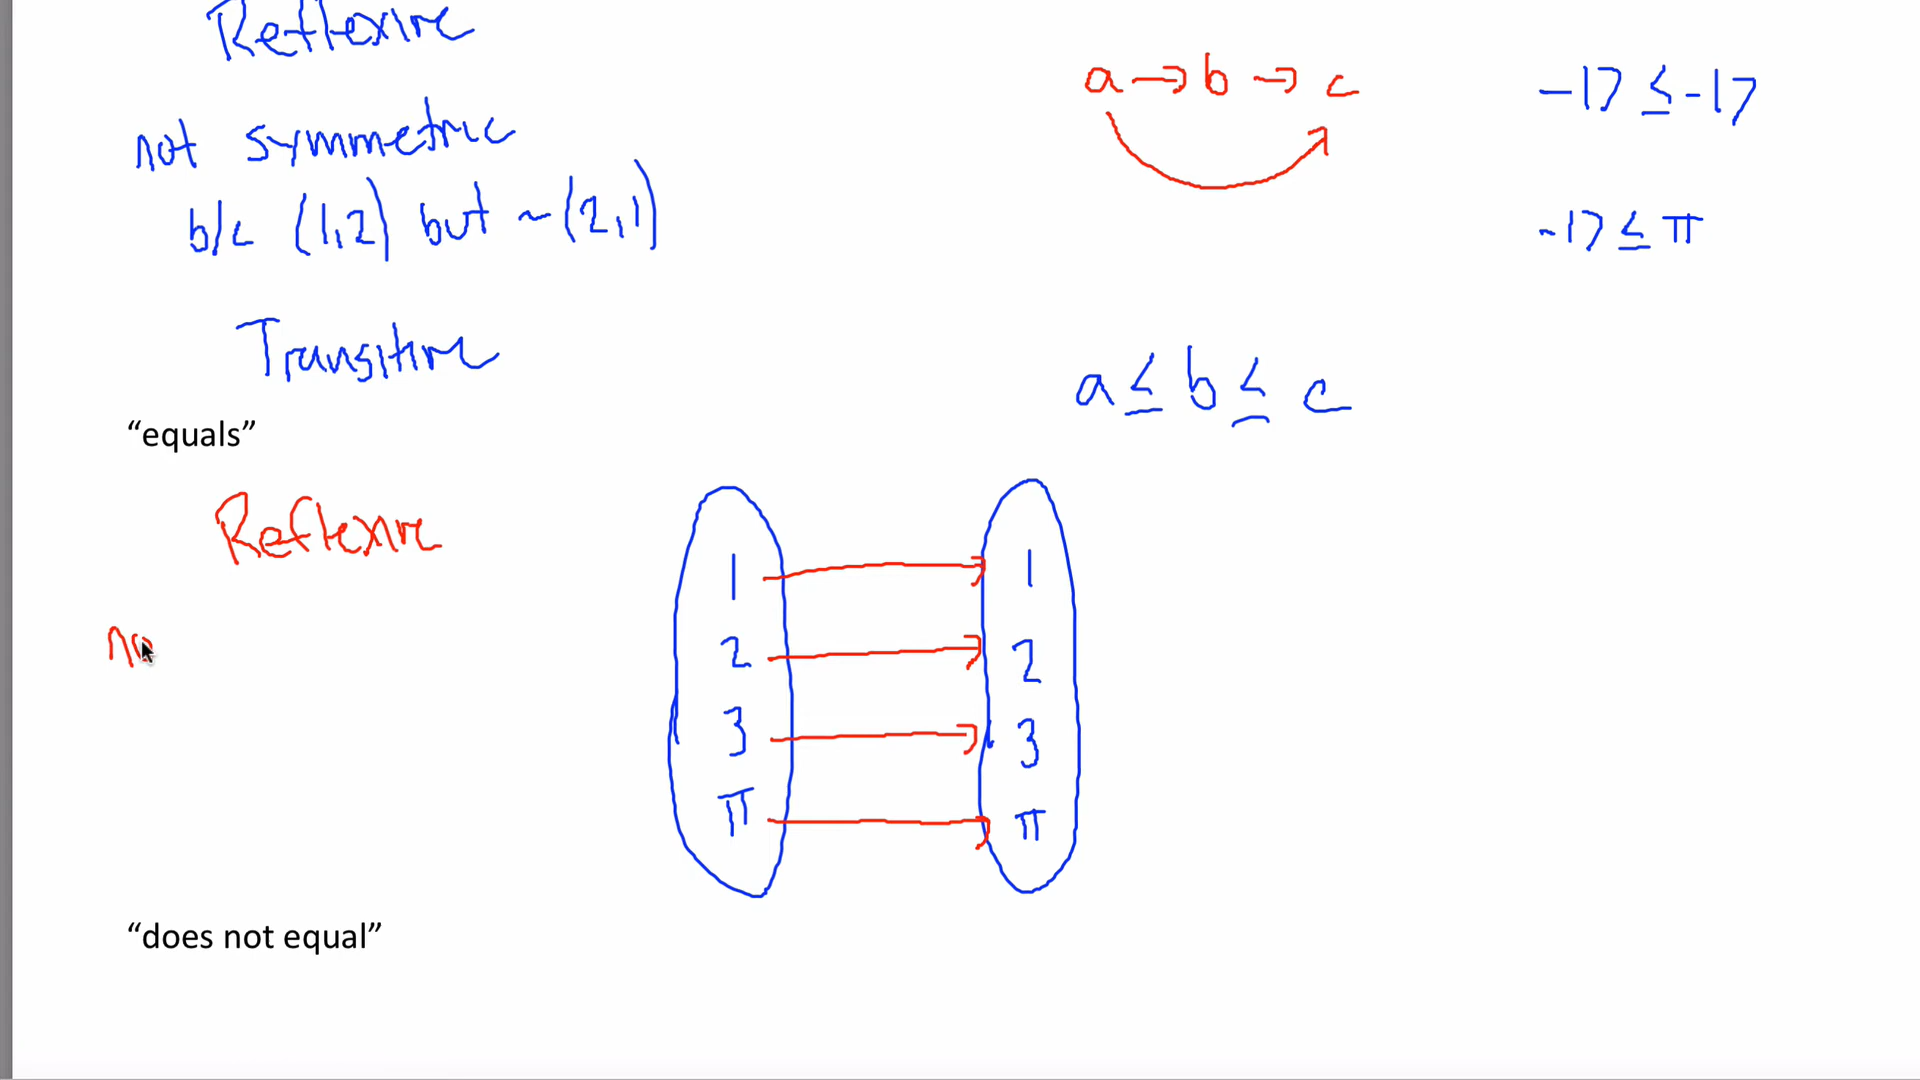 Reflexive
a → b → c
-17 ≤ -17
not symmetric
b/c (1,2) but ~(2,1)
-17 ≤ π
Transitive
a ≤ b ≤ c
“equals”
Reflexive
1 1
no
2 2
3 3
π π
“does not equal”